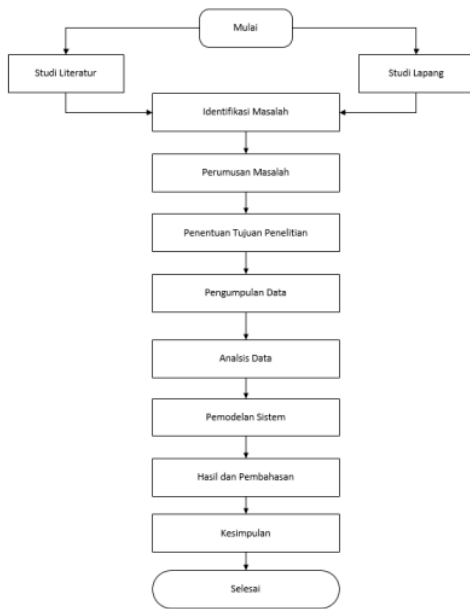 Mulai
Studi Literatur
Studi Lapang
Identifikasi Masalah
Perumusan Masalah
Penentuan Tujuan Penelitian
Pengumpulan Data
Analsis Data
Pemodelan Sistem
Hasil dan Pembahasan
Kesimpulan
Selesai